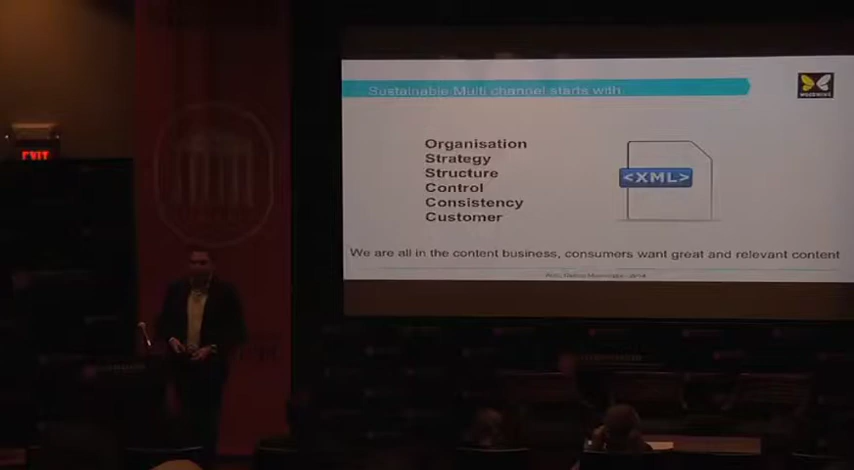 EXIT
Sustainable Multi channel starts with
Organisation
Strategy
Structure
Control
Consistency
Customer
<XML>
We are all in the content business, consumers want great and relevant content